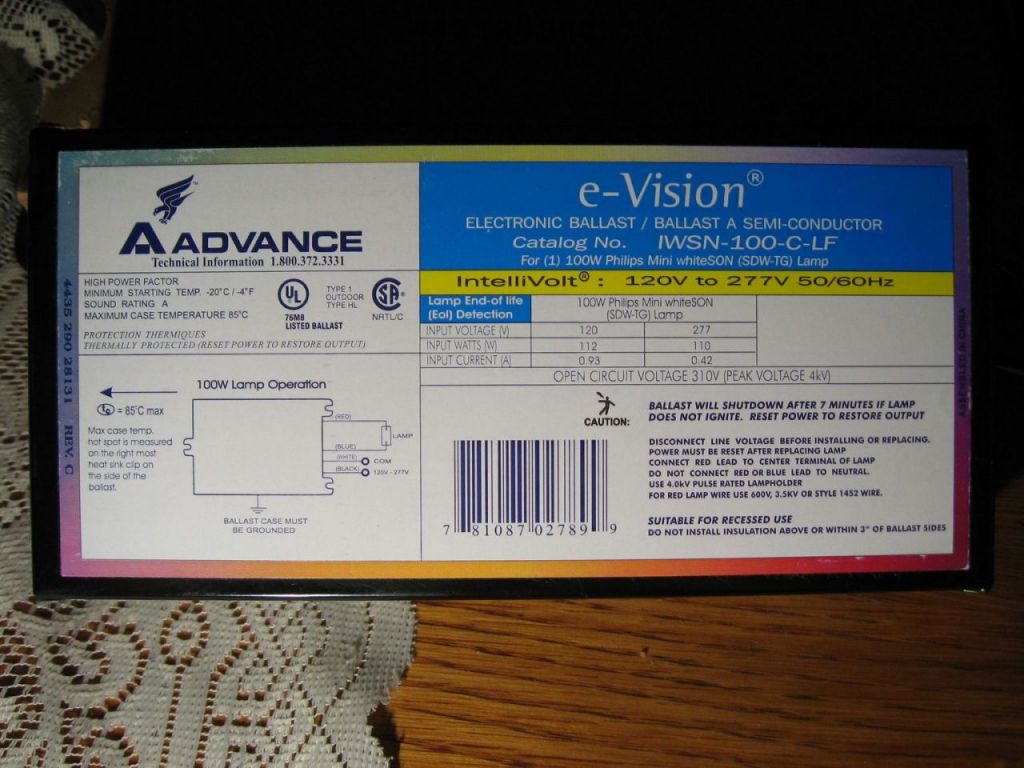 ADVANCE
Technical Information 1.800.372.3331
HIGH POWER FACTOR
MINIMUM STARTING TEMP. -20°C / -4°F
SOUND RATING A
MAXIMUM CASE TEMPERATURE 85°C
UL
76M8
LISTED BALLAST
TYPE 1
OUTDOOR
TYPE HL
NRTL/C
PROTECTION THERMIQUES
THERMALLY PROTECTED (RESET POWER TO RESTORE OUTPUT)
e-Vision®
ELECTRONIC BALLAST / BALLAST A SEMI-CONDUCTOR
Catalog No. IWSN-100-C-LF
For (1) 100W Philips Mini whiteSON (SDW-TG) Lamp
IntelliVolt® : 120V to 277V 50/60Hz
Lamp End-of life
(Eol) Detection
100W Philips Mini whiteSON
(SDW-TG) Lamp
INPUT VOLTAGE (V) 120 277
INPUT WATTS (W) 112 110
INPUT CURRENT (A) 0.93 0.42
OPEN CIRCUIT VOLTAGE 310V (PEAK VOLTAGE 4kV)
4435 290 28131 REV. C
100W Lamp Operation
= 85°C max
Max case temp.
hot spot is measured
on the right most
heat sink clip on
the side of the
ballast.
(RED)
LAMP
(BLUE)
(WHITE) COM
(BLACK) 120V - 277V
BALLAST CASE MUST
BE GROUNDED
CAUTION:
BALLAST WILL SHUTDOWN AFTER 7 MINUTES IF LAMP
DOES NOT IGNITE. RESET POWER TO RESTORE OUTPUT
DISCONNECT LINE VOLTAGE BEFORE INSTALLING OR REPLACING.
POWER MUST BE RESET AFTER REPLACING LAMP
CONNECT RED LEAD TO CENTER TERMINAL OF LAMP
DO NOT CONNECT RED OR BLUE LEAD TO NEUTRAL.
USE 4.0kV PULSE RATED LAMPHOLDER
FOR RED LAMP WIRE USE 600V, 3.5KV OR STYLE 1452 WIRE.
SUITABLE FOR RECESSED USE
DO NOT INSTALL INSULATION ABOVE OR WITHIN 3" OF BALLAST SIDES
7 81087 02789 9
ASSEMBLED IN CHINA